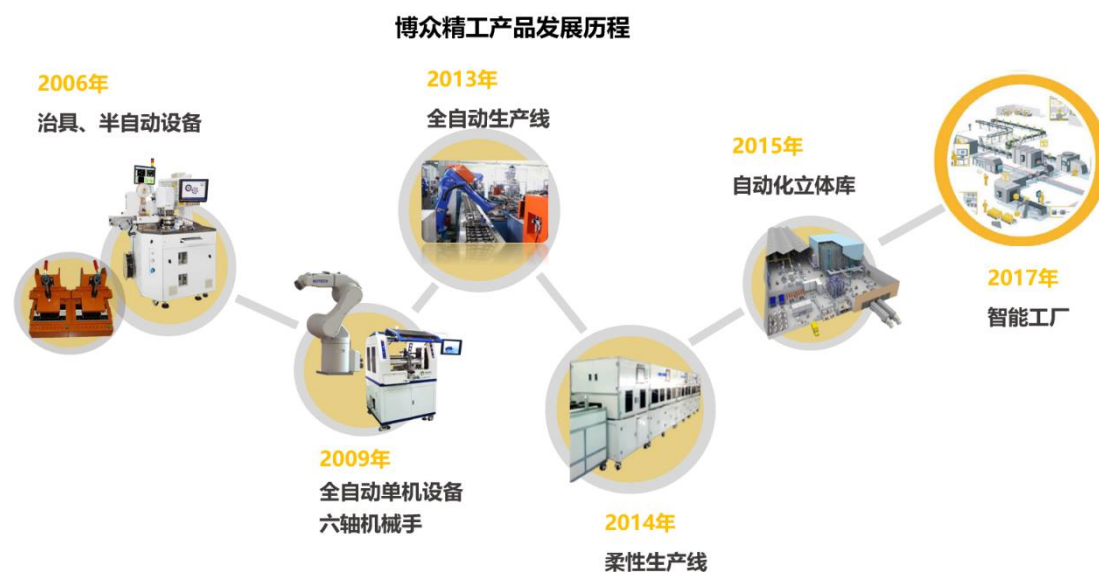 博众精工产品发展历程
2006年
治具、半自动设备
2009年
全自动单机设备
六轴机械手
2013年
全自动生产线
2014年
柔性生产线
2015年
自动化立体库
2017年
智能工厂